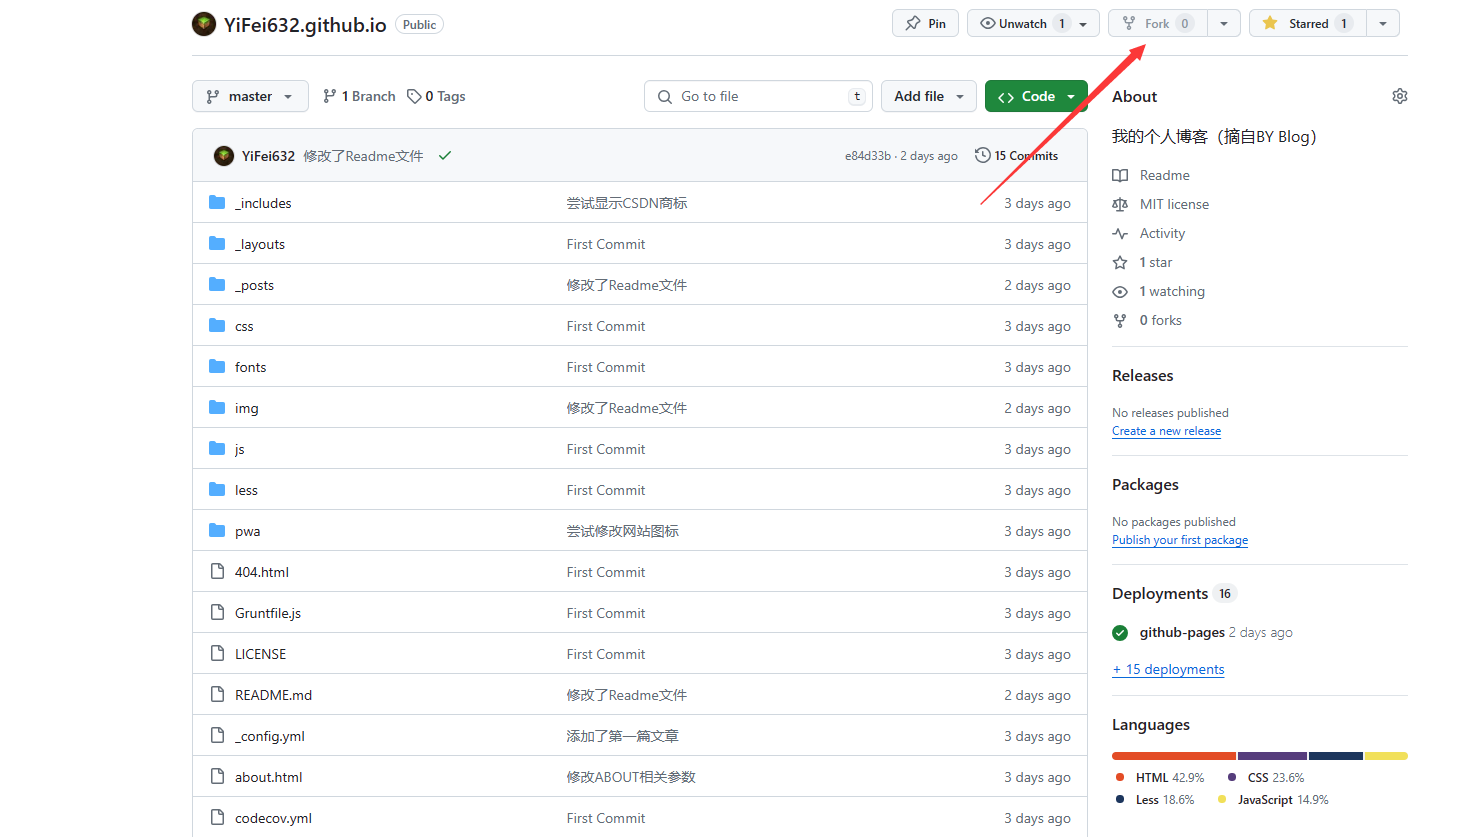 YiFei632.github.io Public Pin Unwatch 1 Fork 0 Starred 1
master 1 Branch 0 Tags Go to file t Add file Code
YiFei632 修改了Readme文件 e84d33b · 2 days ago 15 Commits
_includes 尝试显示CSDN商标 3 days ago
_layouts First Commit 3 days ago
_posts 修改了Readme文件 2 days ago
css First Commit 3 days ago
fonts First Commit 3 days ago
img 修改了Readme文件 2 days ago
js First Commit 3 days ago
less First Commit 3 days ago
pwa 尝试修改网站图标 3 days ago
404.html First Commit 3 days ago
Gruntfile.js First Commit 3 days ago
LICENSE First Commit 3 days ago
README.md 修改了Readme文件 2 days ago
_config.yml 添加了第一篇文章 3 days ago
about.html 修改ABOUT相关参数 3 days ago
codecov.yml First Commit 3 days ago
About
我的个人博客（摘自BY Blog）
Readme
MIT license
Activity
1 star
1 watching
0 forks
Releases
No releases published
Create a new release
Packages
No packages published
Publish your first package
Deployments 16
github-pages 2 days ago
+ 15 deployments
Languages
HTML 42.9% CSS 23.6%
Less 18.6% JavaScript 14.9%